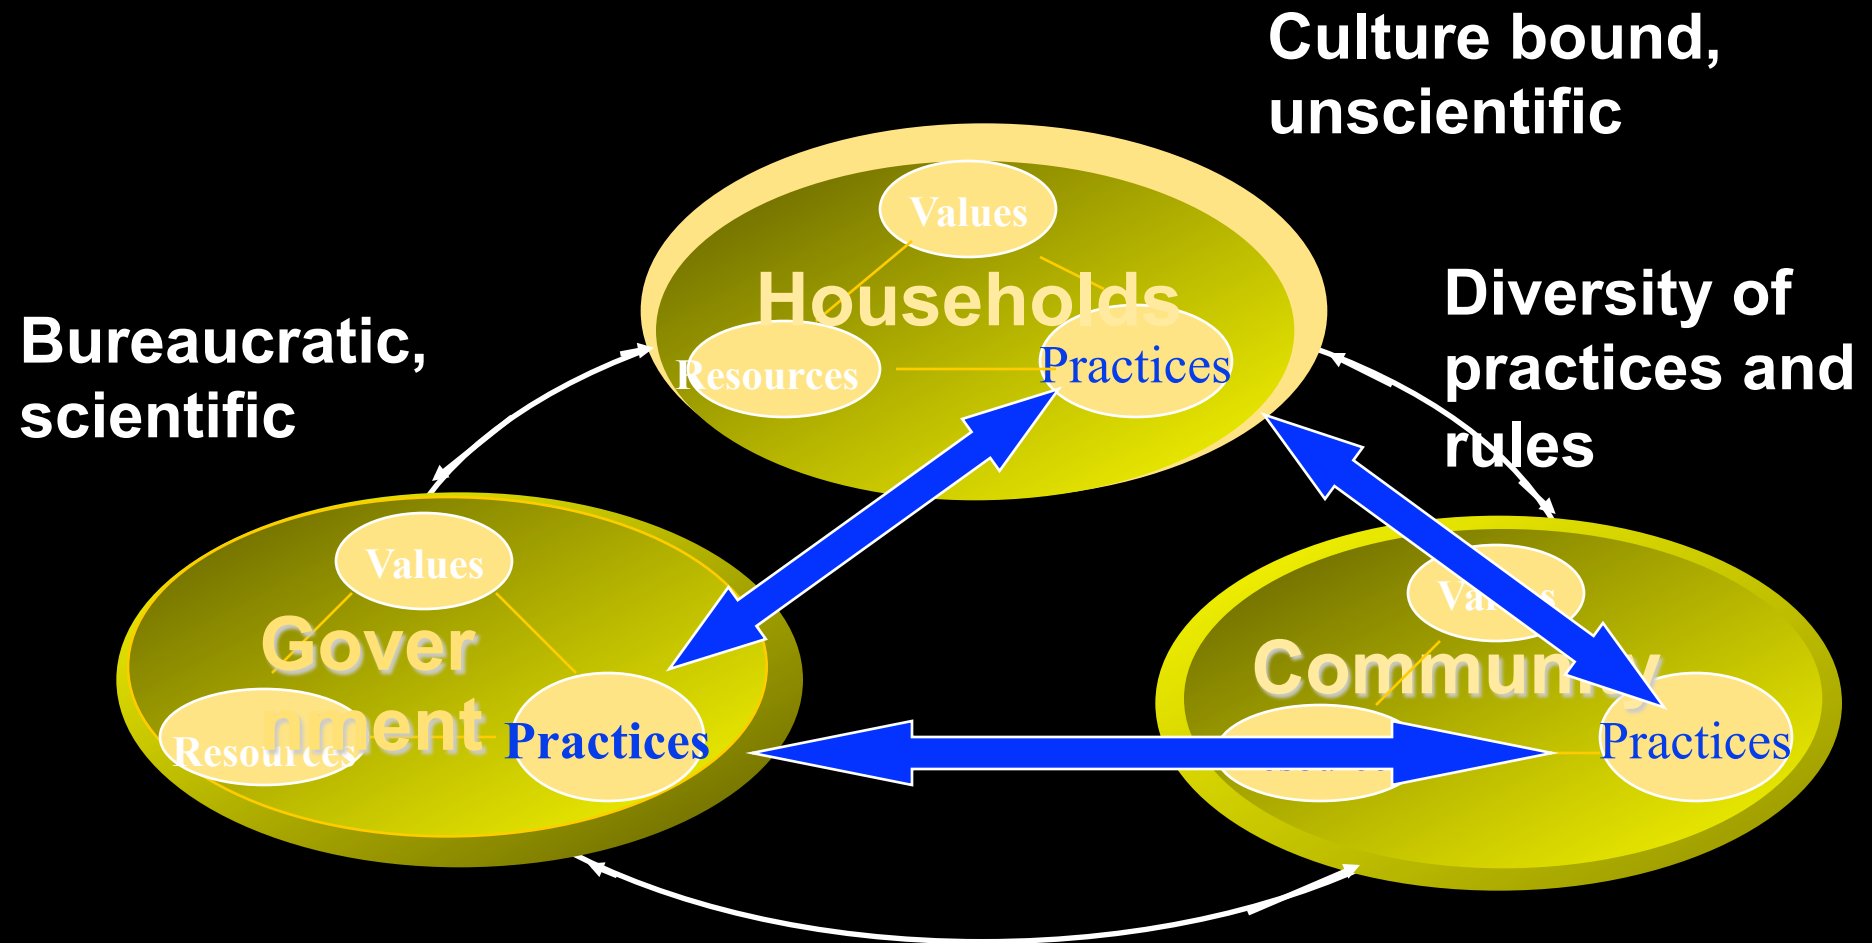 Culture bound,
unscientific
Values
Households
Resources
Practices
Diversity of
practices and
rules
Bureaucratic,
scientific
Values
Gover
nment
Resources
Practices
Values
Community
Practices